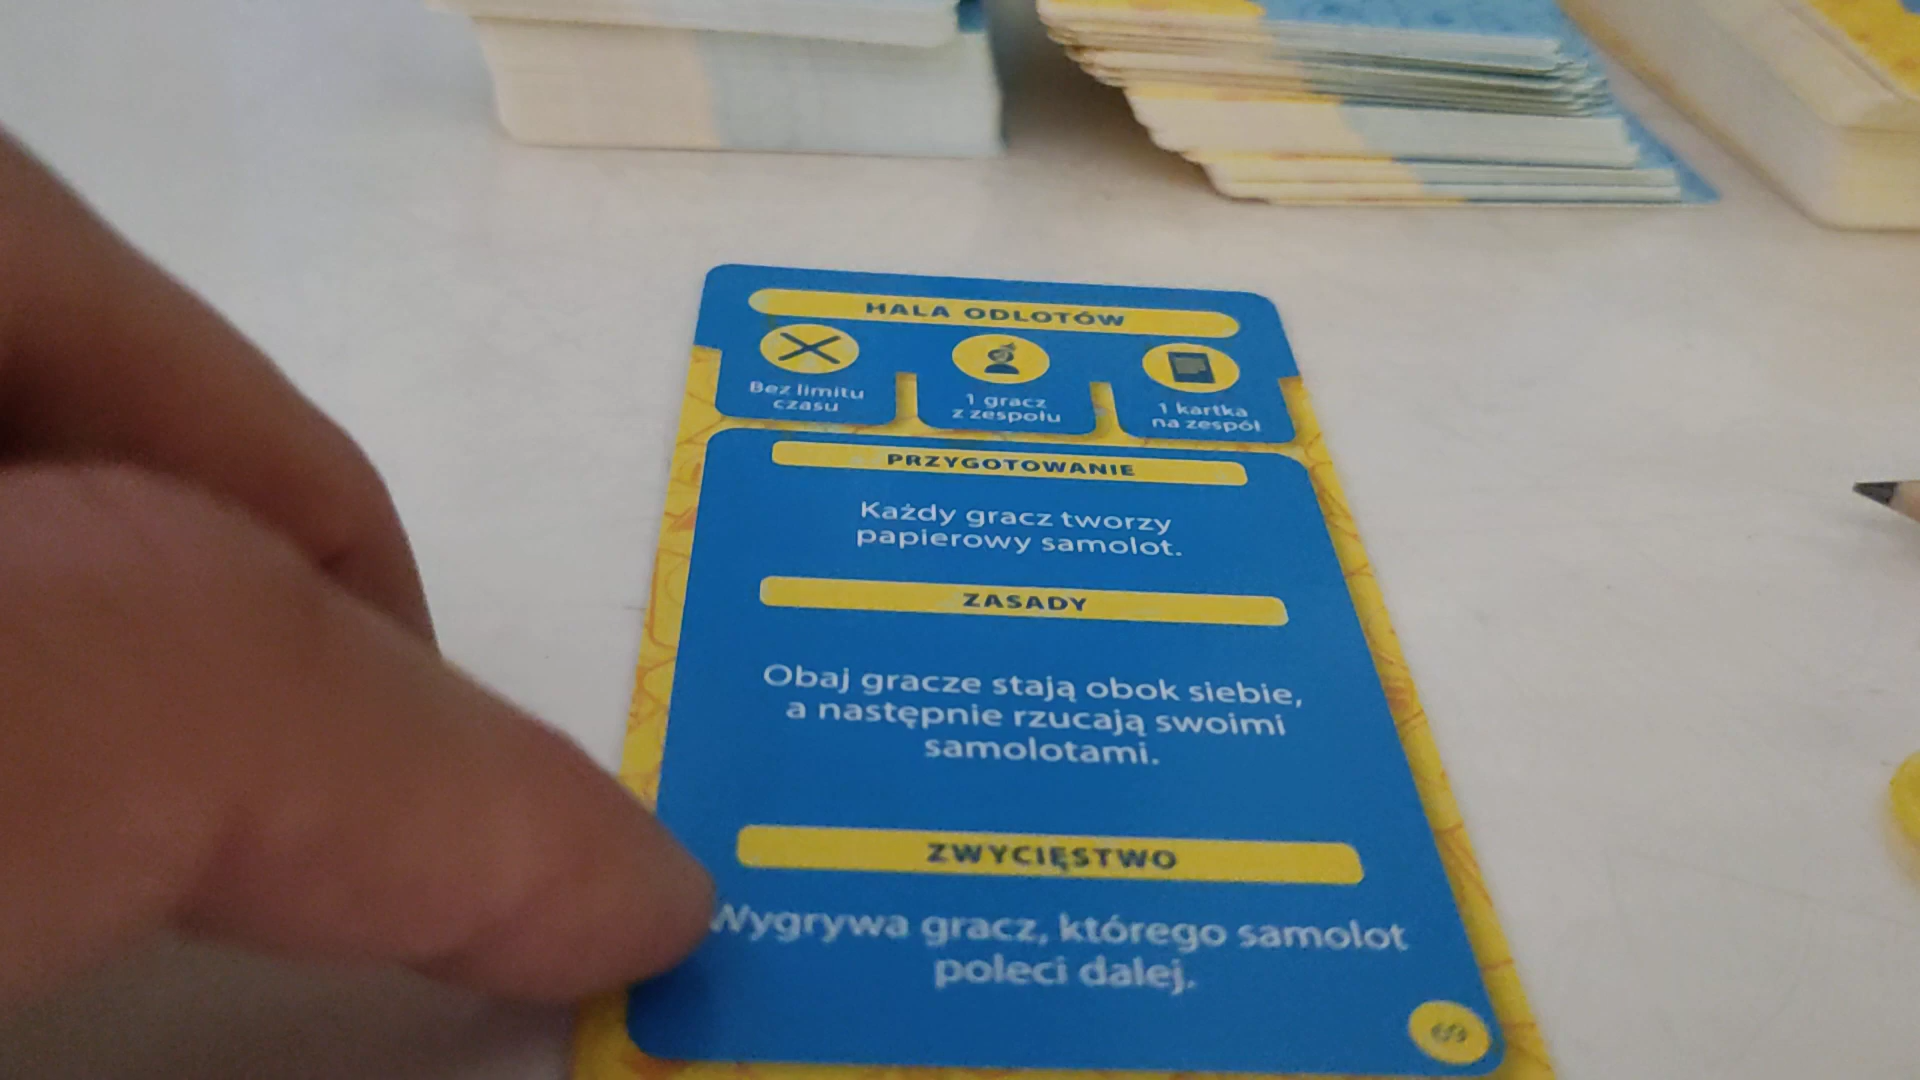 HALA ODLOTÓW
Bez limitu
czasu
1 gracz
z zespołu
1 kartka
na zespół
PRZYGOTOWANIE
Każdy gracz tworzy
papierowy samolot.
ZASADY
Obaj gracze stają obok siebie,
a następnie rzucają swoimi
samolotami.
ZWYCIĘSTWO
Wygrywa gracz, którego samolot
poleci dalej.
69